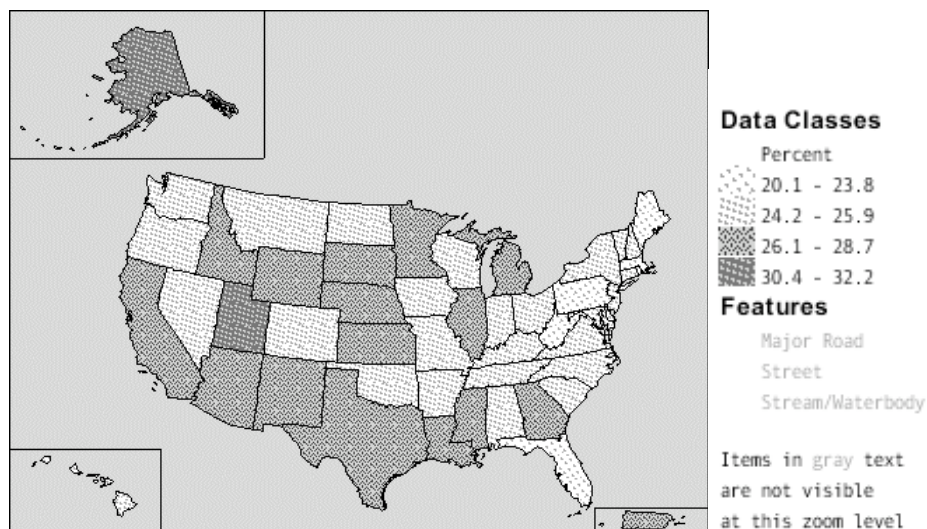 Data Classes
Percent
20.1 - 23.8
24.2 - 25.9
26.1 - 28.7
30.4 - 32.2
Features
Major Road
Street
Stream/Waterbody
Items in gray text
are not visible
at this zoom level